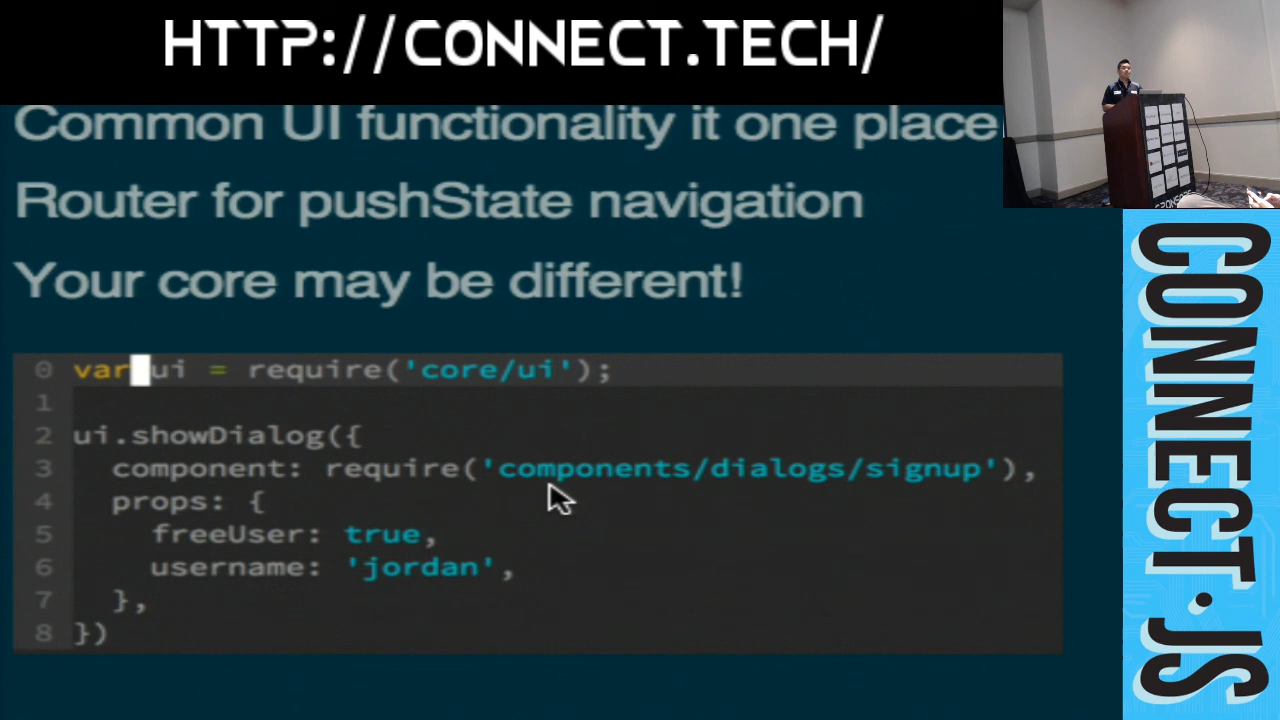 HTTP://CONNECT.TECH/
Common UI functionality it one place
Router for pushState navigation
Your core may be different!
0 var ui = require('core/ui');
1
2 ui.showDialog({
3 component: require('components/dialogs/signup'),
4 props: {
5 freeUser: true,
6 username: 'jordan',
7 },
8 })
CONNECT.JS